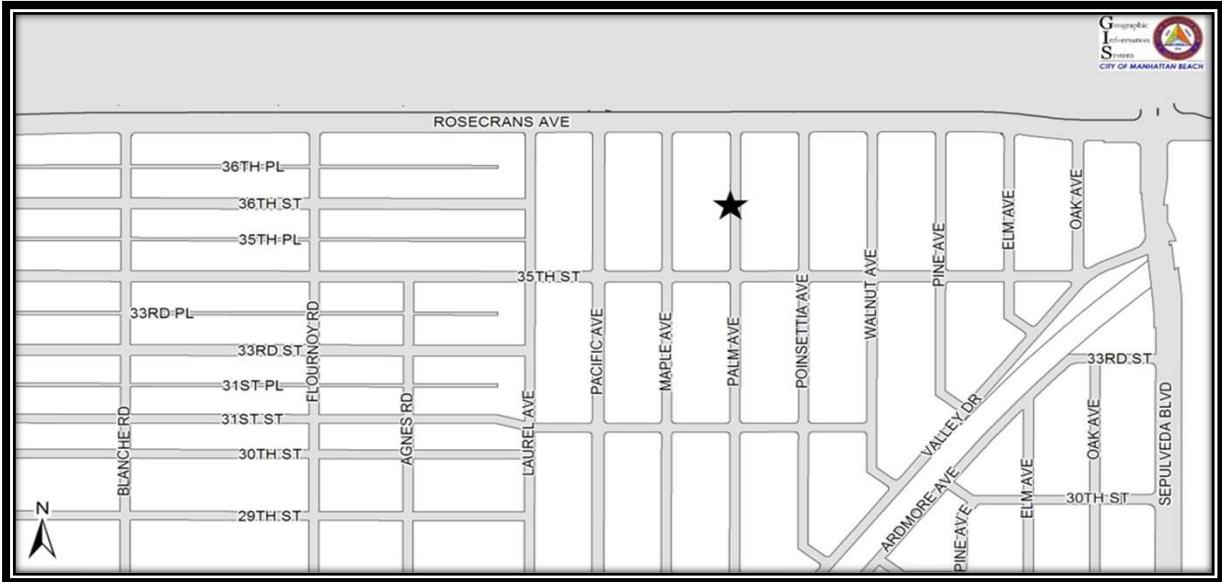 Geographic
Information
System
CITY OF MANHATTAN BEACH
ROSECRANS AVE
36TH PL
36TH ST
35TH PL
35TH ST
33RD PL
33RD ST
31ST PL
31ST ST
30TH ST
29TH ST
BLANCHE RD
FLOURNOY RD
AGNES RD
LAUREL AVE
PACIFIC AVE
MAPLE AVE
PALM AVE
POINSETTIA AVE
WALNUT AVE
PINE AVE
ELM AVE
OAK AVE
33RD ST
VALLEY DR
ARDMORE AVE
OAK AVE
ELM AVE
30TH ST
PINE AVE
SEPULVEDA BLVD
N